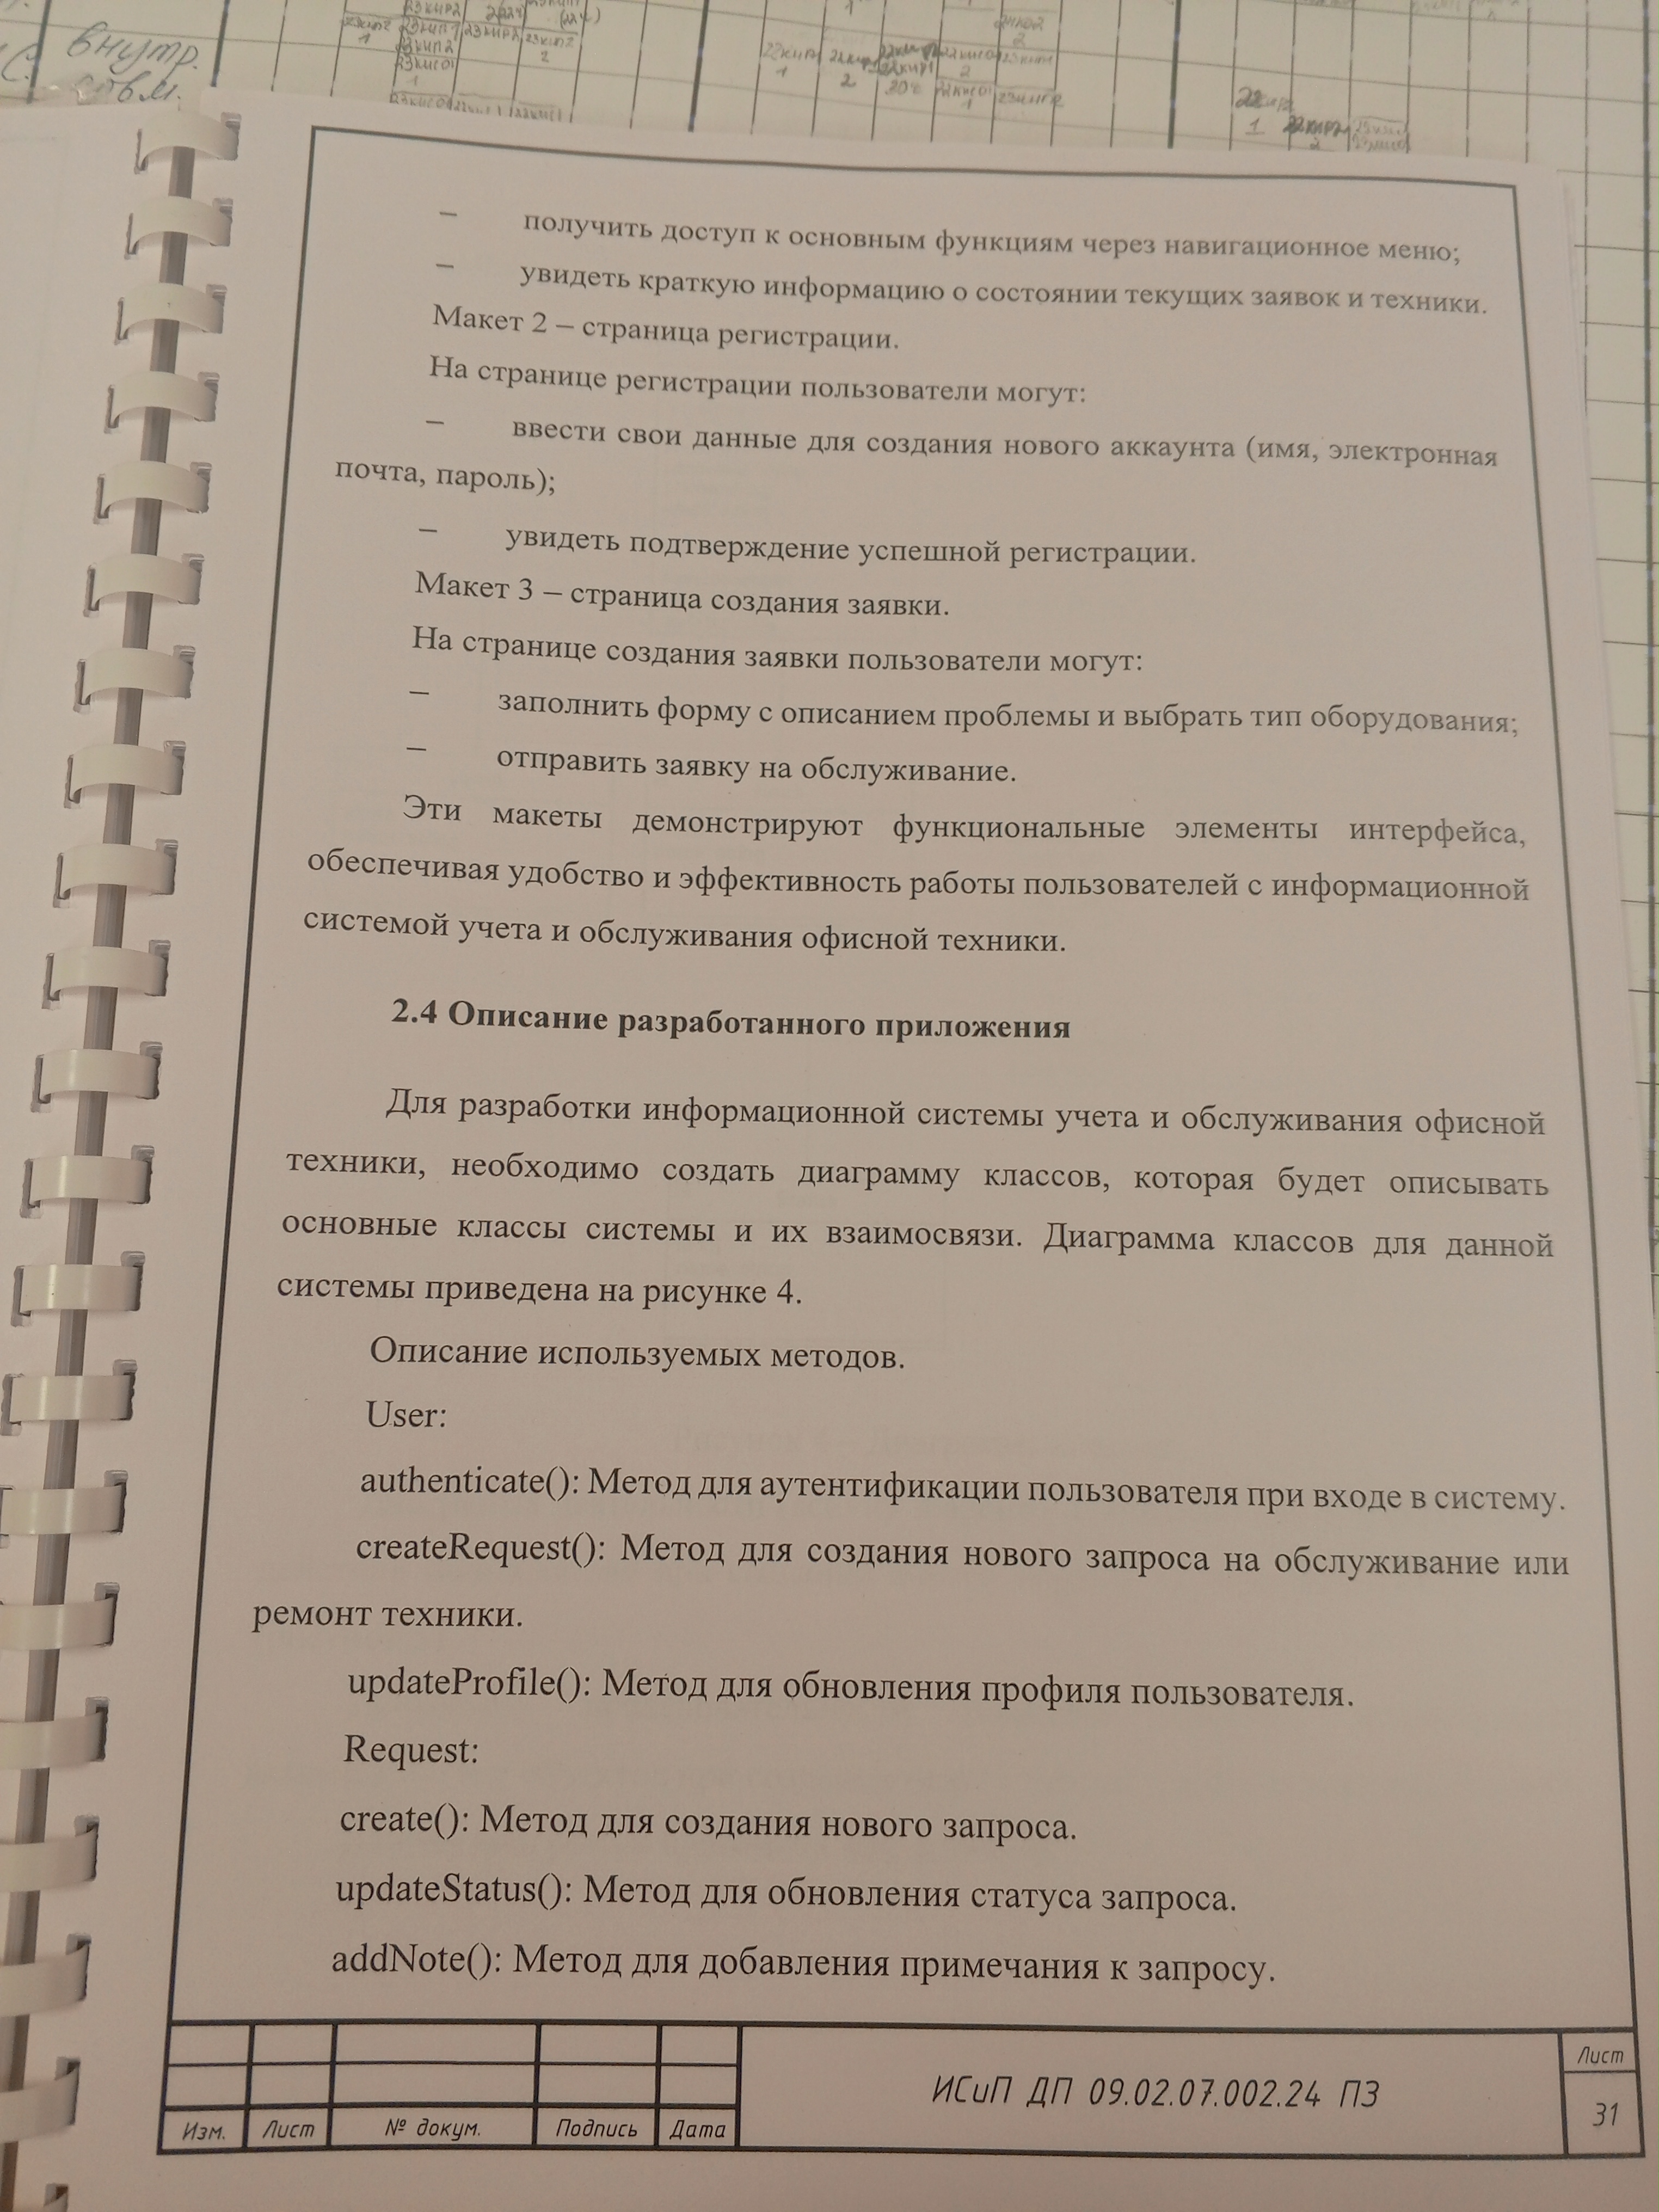 внутр.
– получить доступ к основным функциям через навигационное меню;
– увидеть краткую информацию о состоянии текущих заявок и техники.
Макет 2 – страница регистрации.
На странице регистрации пользователи могут:
– ввести свои данные для создания нового аккаунта (имя, электронная
почта, пароль);
– увидеть подтверждение успешной регистрации.
Макет 3 – страница создания заявки.
На странице создания заявки пользователи могут:
– заполнить форму с описанием проблемы и выбрать тип оборудования;
– отправить заявку на обслуживание.
Эти макеты демонстрируют функциональные элементы интерфейса,
обеспечивая удобство и эффективность работы пользователей с информационной
системой учета и обслуживания офисной техники.
2.4 Описание разработанного приложения
Для разработки информационной системы учета и обслуживания офисной
техники, необходимо создать диаграмму классов, которая будет описывать
основные классы системы и их взаимосвязи. Диаграмма классов для данной
системы приведена на рисунке 4.
Описание используемых методов.
User:
authenticate(): Метод для аутентификации пользователя при входе в систему.
createRequest(): Метод для создания нового запроса на обслуживание или
ремонт техники.
updateProfile(): Метод для обновления профиля пользователя.
Request:
create(): Метод для создания нового запроса.
updateStatus(): Метод для обновления статуса запроса.
addNote(): Метод для добавления примечания к запросу.
Изм. Лист № докум. Подпись Дата
ИСиП ДП 09.02.07.002.24 ПЗ
Лист
31